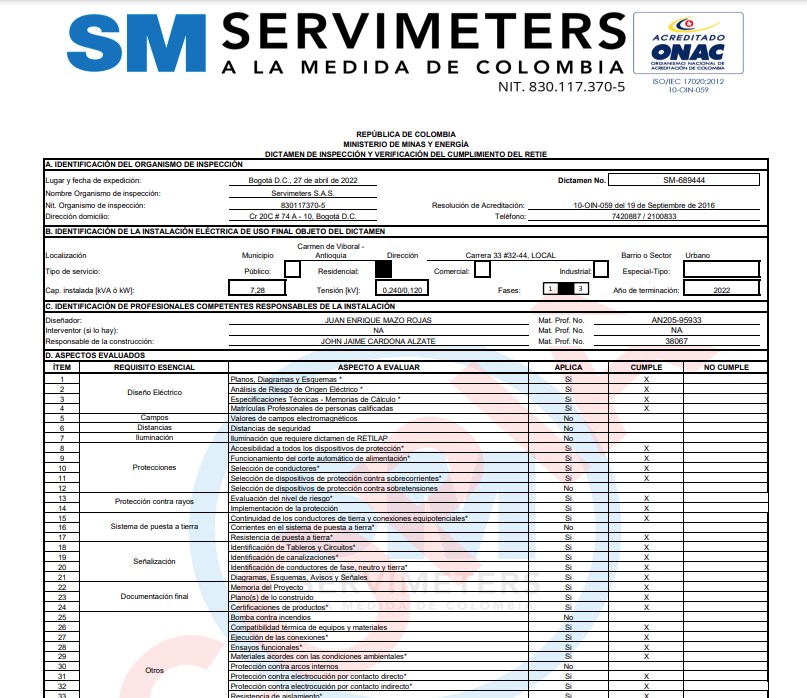 SM SERVIMETERS
A LA MEDIDA DE COLOMBIA
NIT. 830.117.370-5
ACREDITADO
ONAC
ORGANISMO NACIONAL DE
ACREDITACIÓN DE COLOMBIA
ISO/IEC 17020:2012
10-OIN-059
REPÚBLICA DE COLOMBIA
MINISTERIO DE MINAS Y ENERGÍA
DICTAMEN DE INSPECCIÓN Y VERIFICACIÓN DEL CUMPLIMIENTO DEL RETIE
A. IDENTIFICACIÓN DEL ORGANISMO DE INSPECCIÓN
Lugar y fecha de expedición: Bogotá D.C., 27 de abril de 2022 Dictamen No. SM-689444
Nombre Organismo de inspección: Servimeters S.A.S.
Nit. Organismo de inspección: 830117370-5 Resolución de Acreditación: 10-OIN-059 del 19 de Septiembre de 2016
Dirección domicilio: Cr 20C # 74 A - 10, Bogotá D.C. Teléfono: 7420887 / 2100833
B. IDENTIFICACIÓN DE LA INSTALACIÓN ELÉCTRICA DE USO FINAL OBJETO DEL DICTAMEN
Localización Municipio Carmen de Viboral - Antioquia Dirección Carrera 33 #32-44, LOCAL Barrio o Sector Urbano
Tipo de servicio: Público: Residencial: Comercial: Industrial: Especial-Tipo:
Cap. instalada [kVA ó kW]: 7,28 Tensión [kV]: 0,240/0,120 Fases: 1 3 Año de terminación: 2022
C. IDENTIFICACIÓN DE PROFESIONALES COMPETENTES RESPONSABLES DE LA INSTALACIÓN
Diseñador: JUAN ENRIQUE MAZO ROJAS Mat. Prof. No. AN205-95933
Interventor (si lo hay): NA Mat. Prof. No. NA
Responsable de la construcción: JOHN JAIME CARDONA ALZATE Mat. Prof. No. 38067
D. ASPECTOS EVALUADOS
ÍTEM REQUISITO ESENCIAL ASPECTO A EVALUAR APLICA CUMPLE NO CUMPLE
1 Diseño Eléctrico Planos, Diagramas y Esquemas * Si X
2 Análisis de Riesgo de Origen Eléctrico * Si X
3 Especificaciones Técnicas - Memorias de Cálculo * Si X
4 Matrículas Profesionales de personas calificadas Si X
5 Campos Valores de campos electromagnéticos No
6 Distancias Distancias de seguridad No
7 Iluminación Iluminación que requiere dictamen de RETILAP No
8 Protecciones Accesibilidad a todos los dispositivos de protección* Si X
9 Funcionamiento del corte automático de alimentación* Si X
10 Selección de conductores* Si X
11 Selección de dispositivos de protección contra sobrecorrientes* Si X
12 Selección de dispositivos de protección contra sobretensiones No
13 Protección contra rayos Evaluación del nivel de riesgo* Si X
14 Implementación de la protección Si X
15 Sistema de puesta a tierra Continuidad de los conductores de tierra y conexiones equipotenciales* Si X
16 Corrientes en el sistema de puesta a tierra* No
17 Resistencia de puesta a tierra* Si X
18 Señalización Identificación de Tableros y Circuitos* Si X
19 Identificación de canalizaciones* Si X
20 Identificación de conductores de fase, neutro y tierra* Si X
21 Diagramas, Esquemas, Avisos y Señales Si X
22 Documentación final Memoria del Proyecto Si X
23 Plano(s) de lo construido Si X
24 Certificaciones de productos* Si X
25 Otros Bomba contra incendios No
26 Compatibilidad térmica de equipos y materiales Si X
27 Ejecución de las conexiones* Si X
28 Ensayos funcionales* Si X
29 Materiales acordes con las condiciones ambientales* Si X
30 Protección contra arcos internos No
31 Protección contra electrocución por contacto directo* Si X
32 Protección contra electrocución por contacto indirecto* Si X
33 Resistencia de aislamiento* Si X
SERVIMETERS
A LA MEDIDA DE COLOMBIA